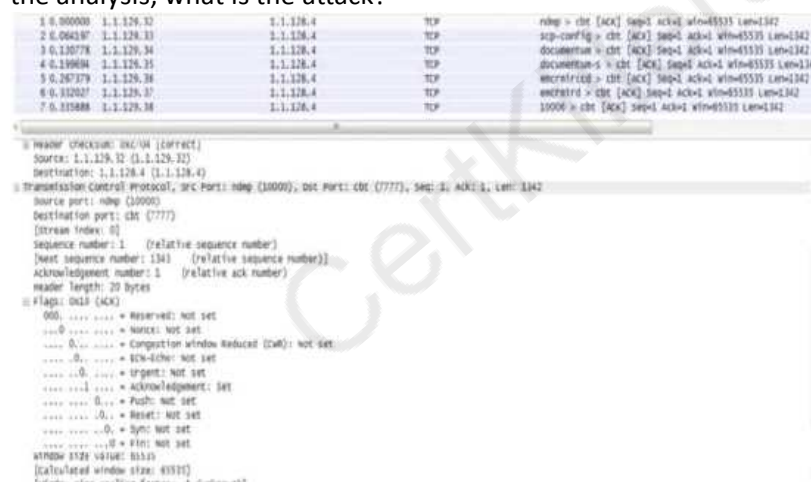 the analysis, what is the attack?
1 0.000000 1.1.129.32 1.1.128.4 TCP ndmp > cbt [ACK] Seq=1 Ack=1 Win=65535 Len=1342
2 0.064197 1.1.129.33 1.1.128.4 TCP scp-config > cbt [ACK] Seq=1 Ack=1 Win=65535 Len=1342
3 0.130778 1.1.129.34 1.1.128.4 TCP documentum > cbt [ACK] Seq=1 Ack=1 Win=65535 Len=1342
4 0.199694 1.1.129.35 1.1.128.4 TCP documentum-s > cbt [ACK] Seq=1 Ack=1 Win=65535
5 0.267379 1.1.129.36 1.1.128.4 TCP emcrmircd > cbt [ACK] Seq=1 Ack=1 Win=65535 Len=1342
6 0.332027 1.1.129.37 1.1.128.4 TCP > cbt [ACK] Seq=1 Ack=1 Win=65535 Len=1342
7 0.335888 1.1.129.38 1.1.128.4 TCP 10006 > cbt [ACK] Seq=1 Ack=1 Win=65535 Len=1342
Header checksum: [correct]
Source: 1.1.129.32 (1.1.129.32)
Destination: 1.1.128.4 (1.1.128.4)
Transmission Control Protocol, Src Port: ndmp (10000), Dst Port: cbt (7777), Seq: 1, Ack: 1, Len: 1342
Source port: ndmp (10000)
Destination port: cbt (7777)
[Stream index: 0]
Sequence number: 1 (relative sequence number)
[Next sequence number: 1343 (relative sequence number)]
Acknowledgement number: 1 (relative ack number)
Header length: 20 bytes
Flags: 0x10 (ACK)
000. .... .... = Reserved: Not set
...0 .... .... = Nonce: Not set
.... 0... .... = Congestion Window Reduced (CWR): Not set
.... .0.. .... = ECN-Echo: Not set
.... ..0. .... = Urgent: Not set
.... ...1 .... = Acknowledgement: Set
.... .... 0... = Push: Not set
.... .... .0.. = Reset: Not set
.... .... ..0. = Syn: Not set
.... .... ...0 = Fin: Not set
Window size value: 65535
[Calculated window size: 65535]